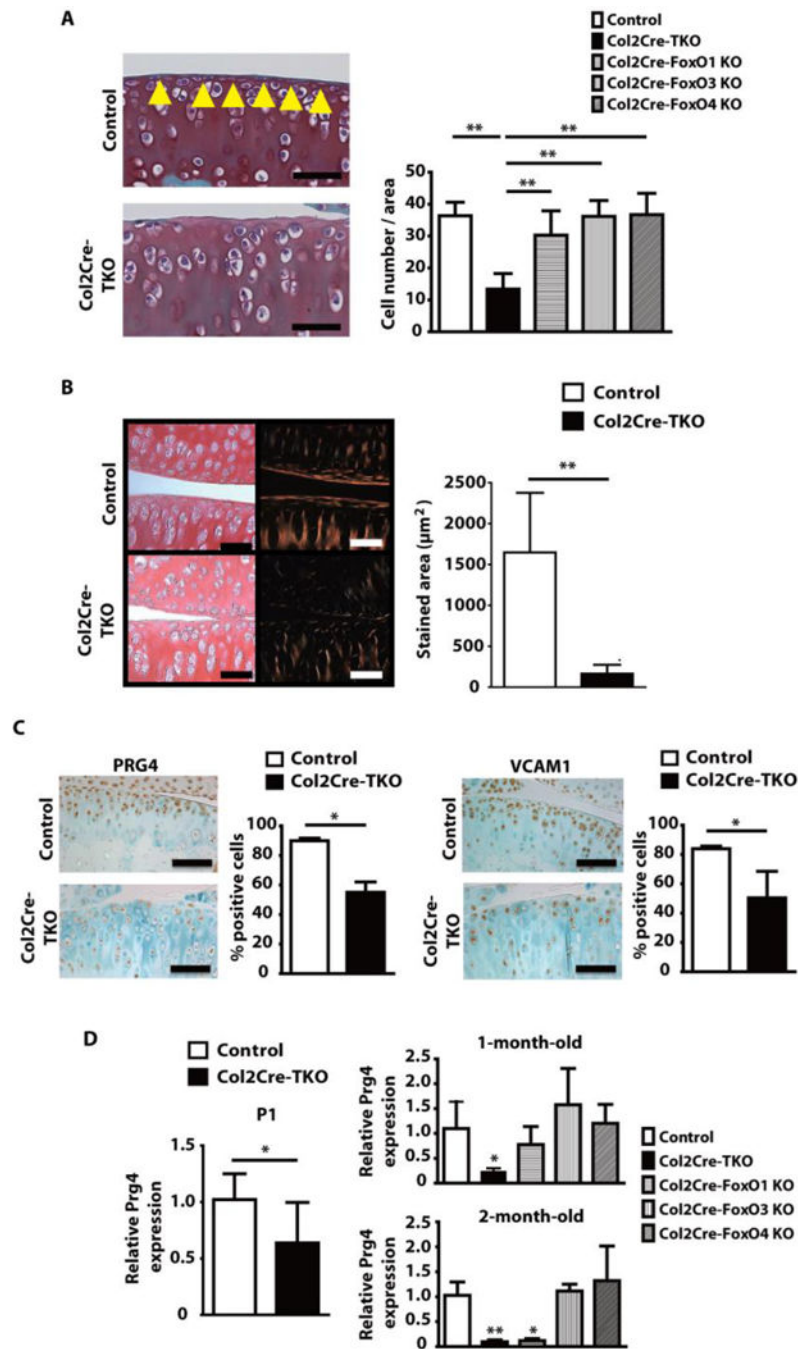 A
Control
Col2Cre-TKO
Col2Cre-FoxO1 KO
Col2Cre-FoxO3 KO
Col2Cre-FoxO4 KO
Control
Col2Cre-
TKO
**
**
**
**
Cell number / area
50
40
30
20
10
0
B
Control
Col2Cre-TKO
Control
Col2Cre-
TKO
**
Stained area (µm²)
2500
2000
1500
1000
500
0
C
PRG4
Control
Col2Cre-
TKO
Control
Col2Cre-TKO
*
% positive cells
100
80
60
40
20
0
VCAM1
Control
Col2Cre-
TKO
Control
Col2Cre-TKO
*
% positive cells
100
80
60
40
20
0
D
Control
Col2Cre-TKO
P1
*
Relative Prg4
expression
1.5
1.0
0.5
0
1-month-old
Relative Prg4
expression
2.5
2.0
1.5
1.0
0.5
0
*
2-month-old
Relative Prg4
expression
2.5
2.0
1.5
1.0
0.5
0
**
*
Control
Col2Cre-TKO
Col2Cre-FoxO1 KO
Col2Cre-FoxO3 KO
Col2Cre-FoxO4 KO